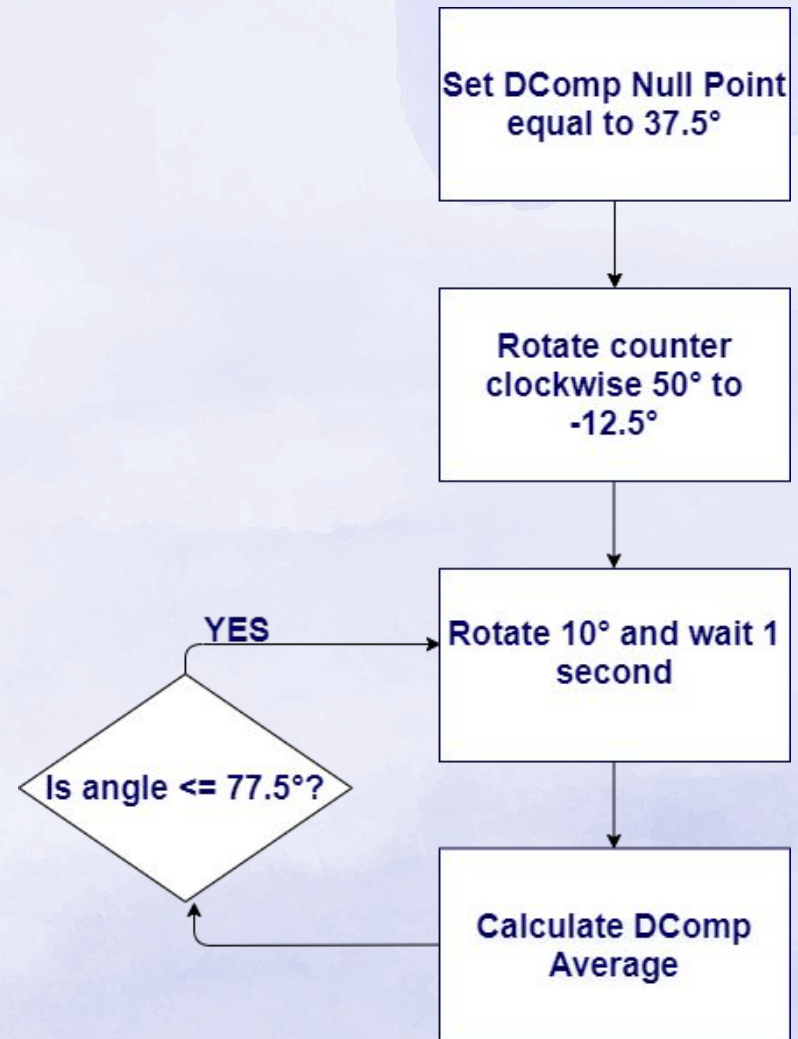 Set DComp Null Point
equal to 37.5°
Rotate counter
clockwise 50° to
-12.5°
YES
Rotate 10° and wait 1
second
Is angle <= 77.5°?
Calculate DComp
Average